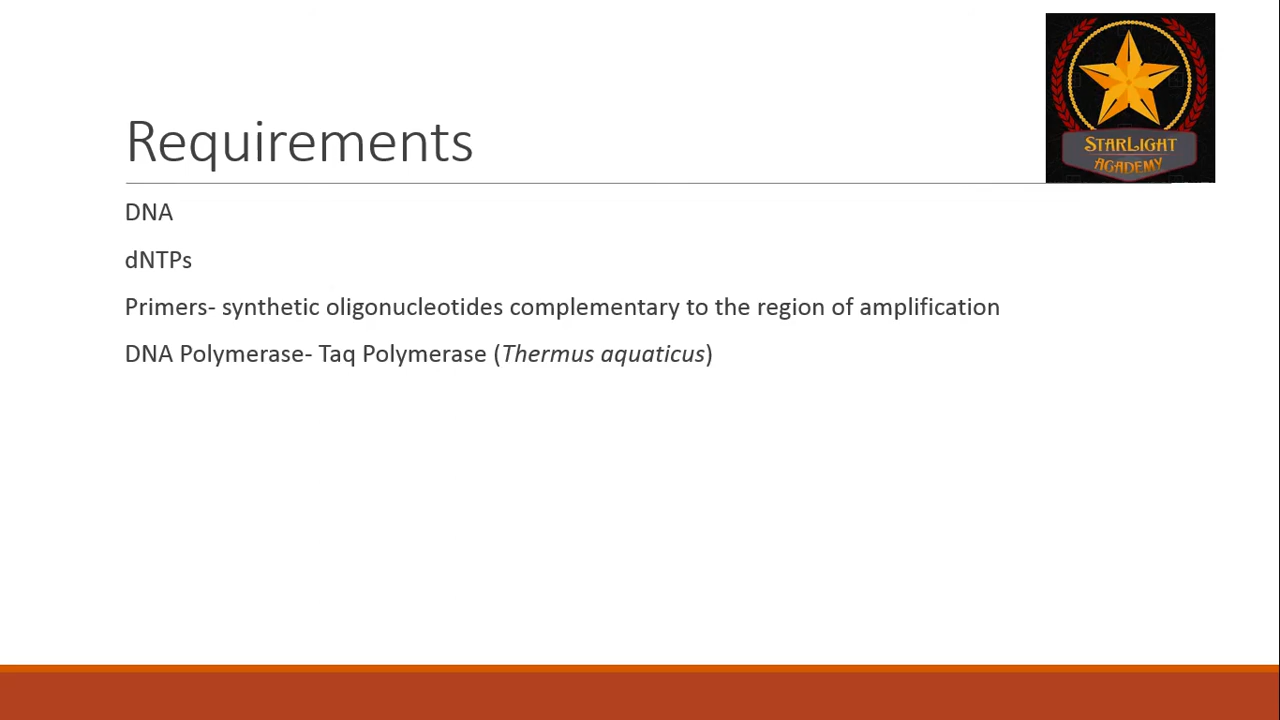 STARLIGHT
ACADEMY
Requirements
DNA
dNTPs
Primers- synthetic oligonucleotides complementary to the region of amplification
DNA Polymerase- Taq Polymerase (Thermus aquaticus)